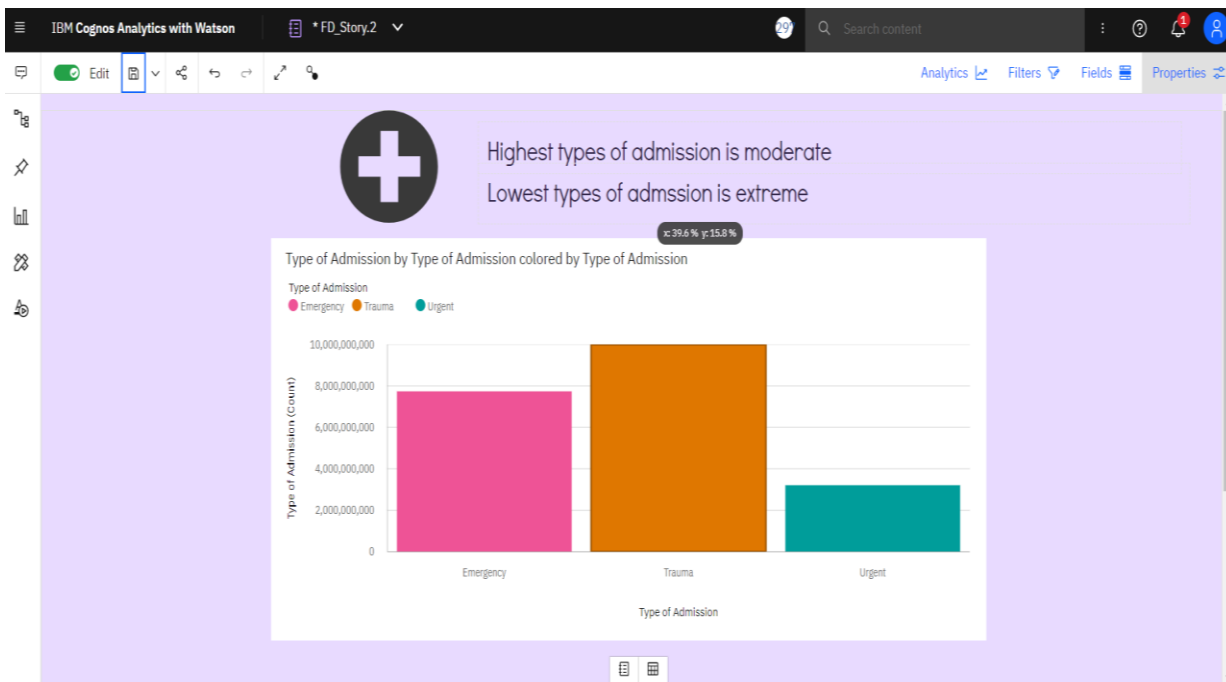 IBM Cognos Analytics with Watson
* FD_Story.2
29
Search content
1
Edit
Analytics
Filters
Fields
Properties
Highest types of admission is moderate
Lowest types of admssion is extreme
x: 39.6 % y: 15.8 %
Type of Admission by Type of Admission colored by Type of Admission
Type of Admission
Emergency Trauma Urgent
10,000,000,000
8,000,000,000
6,000,000,000
4,000,000,000
2,000,000,000
0
Type of Admission (Count)
Emergency Trauma Urgent
Type of Admission